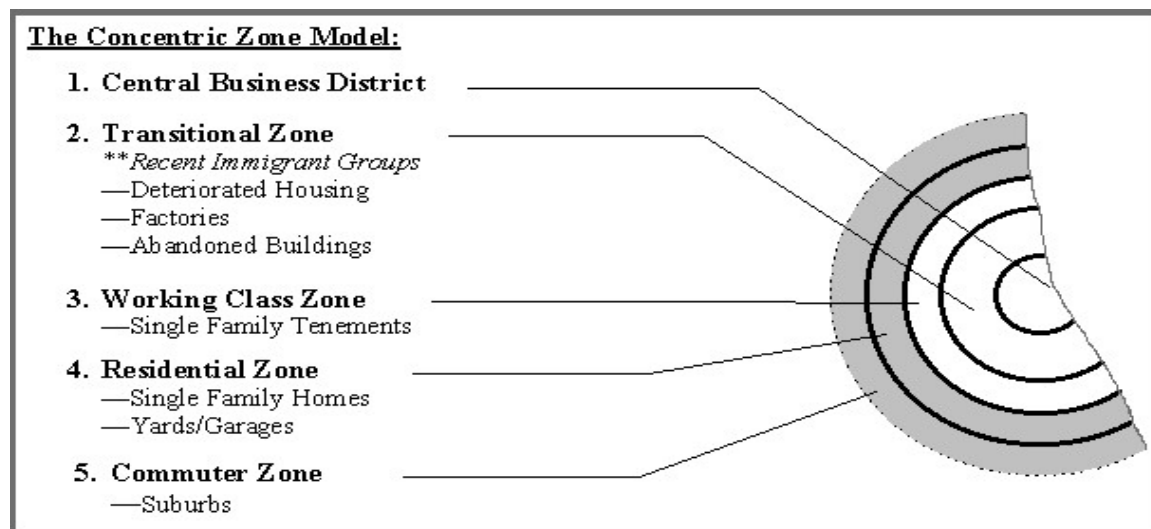 The Concentric Zone Model:
1. Central Business District
2. Transitional Zone
**Recent Immigrant Groups
—Deteriorated Housing
—Factories
—Abandoned Buildings
3. Working Class Zone
—Single Family Tenements
4. Residential Zone
—Single Family Homes
—Yards/Garages
5. Commuter Zone
—Suburbs